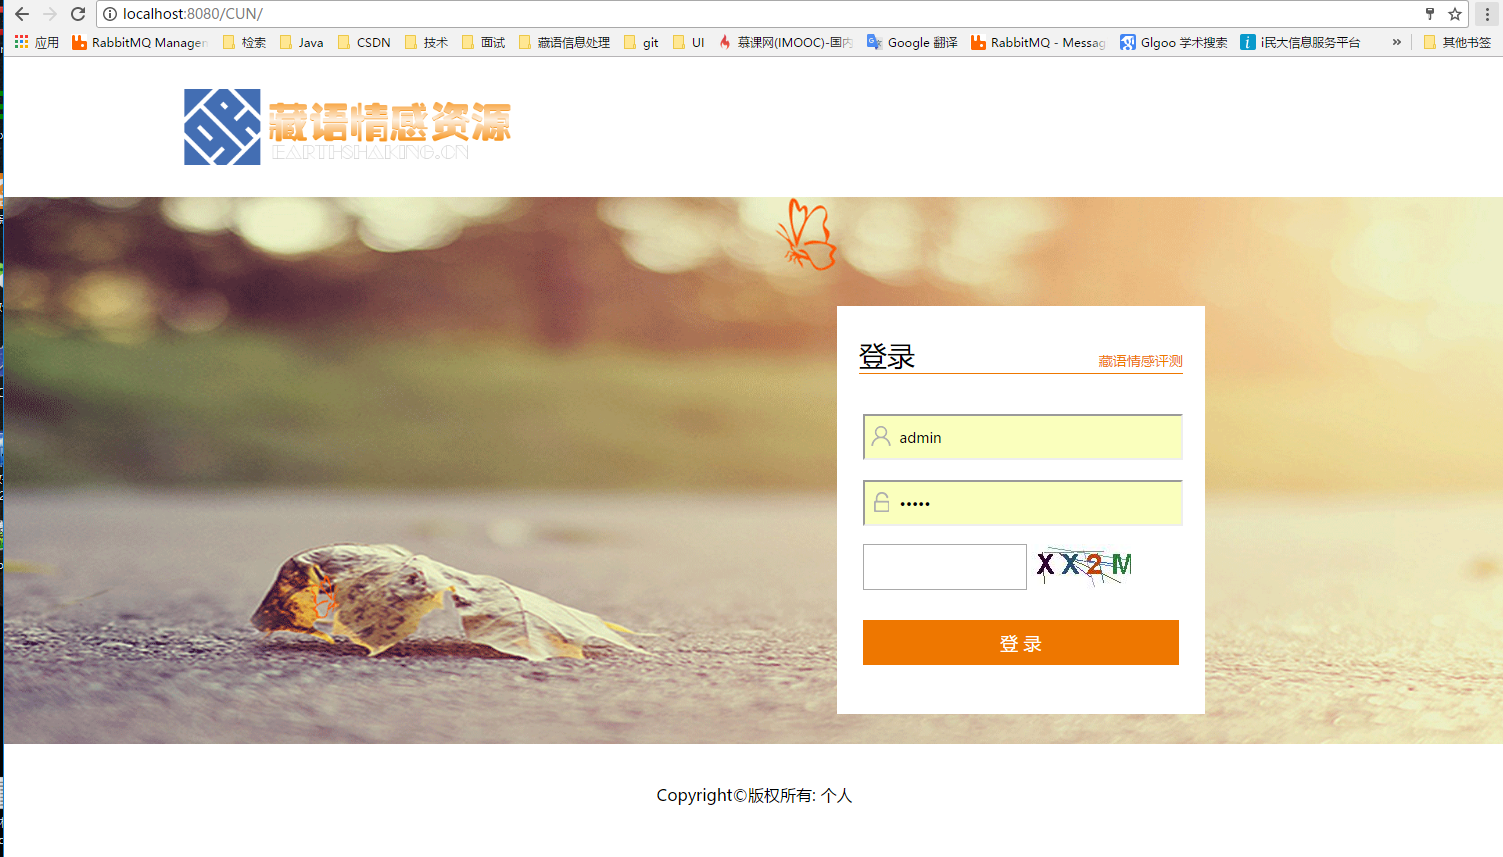 localhost:8080/CUN/
应用 RabbitMQ Managem 检索 Java CSDN 技术 面试 藏语信息处理 git UI 慕课网(IMOOC)-国内 Google 翻译 RabbitMQ - Messag Glgoo 学术搜索 i民大信息服务平台 » 其他书签
藏语情感资源
EARTHSHAKING.CN
登录 藏语情感评测
admin
•••••
XX2M
登 录
Copyright©版权所有: 个人